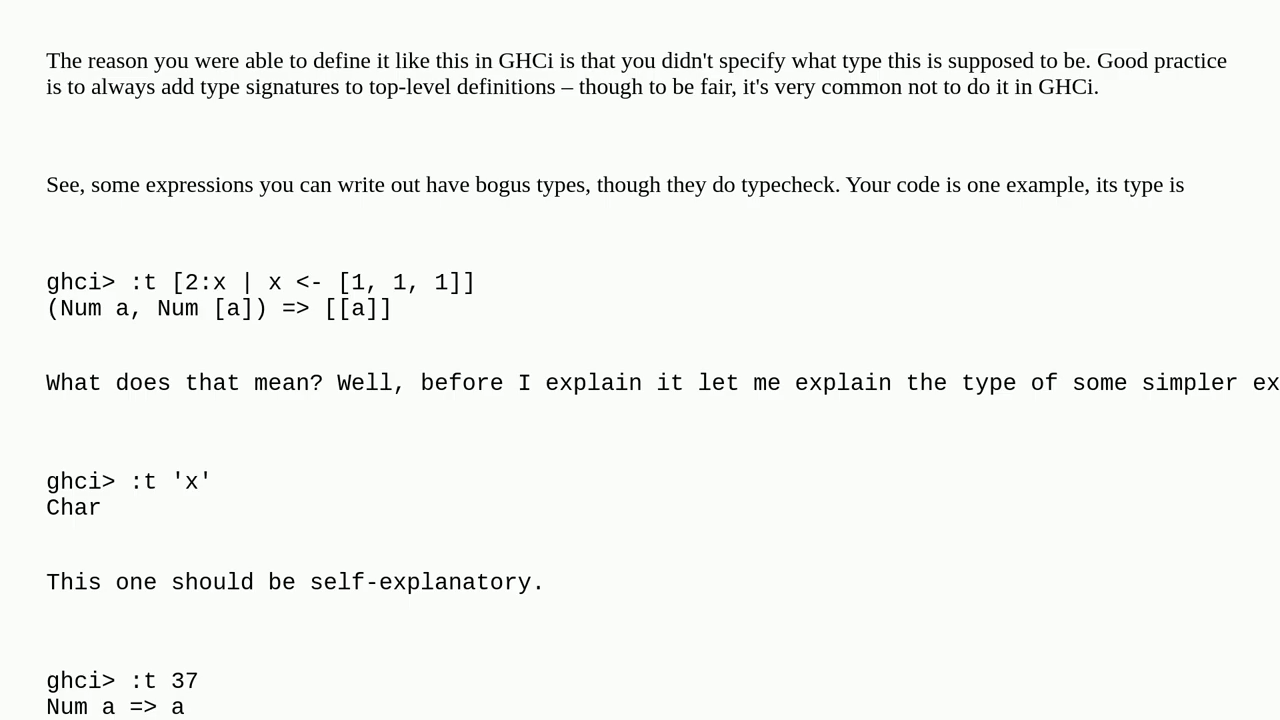 The reason you were able to define it like this in GHCi is that you didn't specify what type this is supposed to be. Good practice
is to always add type signatures to top-level definitions – though to be fair, it's very common not to do it in GHCi.
See, some expressions you can write out have bogus types, though they do typecheck. Your code is one example, its type is
ghci> :t [2:x | x <- [1, 1, 1]]
(Num a, Num [a]) => [[a]]
What does that mean? Well, before I explain it let me explain the type of some simpler ex
ghci> :t 'x'
Char
This one should be self-explanatory.
ghci> :t 37
Num a => a